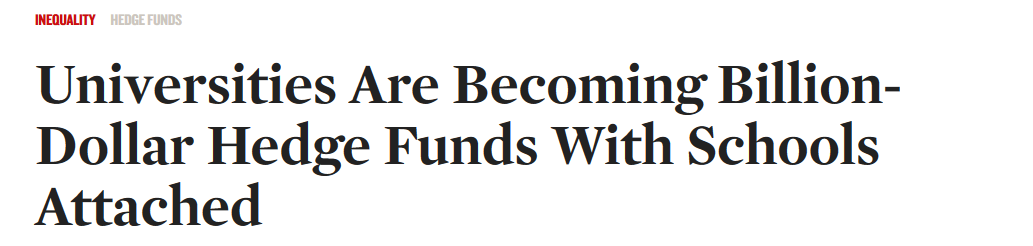 INEQUALITY HEDGE FUNDS
Universities Are Becoming Billion-
Dollar Hedge Funds With Schools
Attached